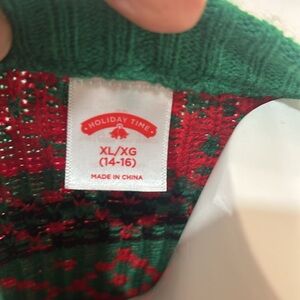 · HOLIDAY TIME ·
XL/XG
(14-16)
MADE IN CHINA